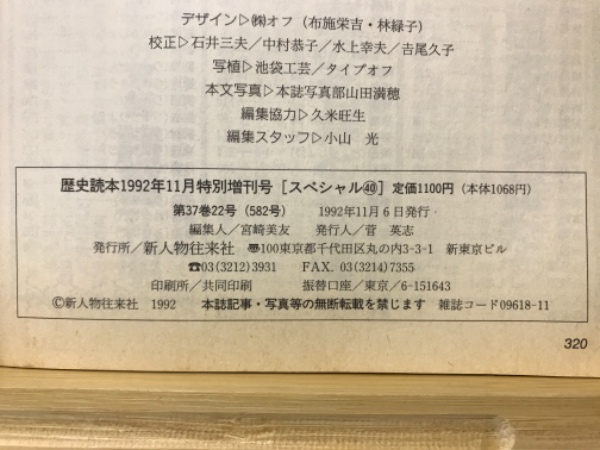 デザイン▷㈱オフ（布施栄吉・林緑子）
校正▷石井三夫／中村恭子／水上幸夫／吉尾久子
写植▷池袋工芸／タイプオフ
本文写真▷本誌写真部山田満穂
編集協力▷久米旺生
編集スタッフ▷小山　光
歴史読本1992年11月特別増刊号［スペシャル㊵］定価1100円（本体1068円）
第37巻22号（582号）　1992年11月6日発行
編集人／宮崎美友　発行人／菅　英志
発行所／新人物往来社　〠100東京都千代田区丸の内3-3-1　新東京ビル
☎03(3212)3931　FAX. 03(3214)7355
印刷所／共同印刷　振替口座／東京／6-151643
©新人物往来社　1992　本誌記事・写真等の無断転載を禁じます　雑誌コード09618-11
320